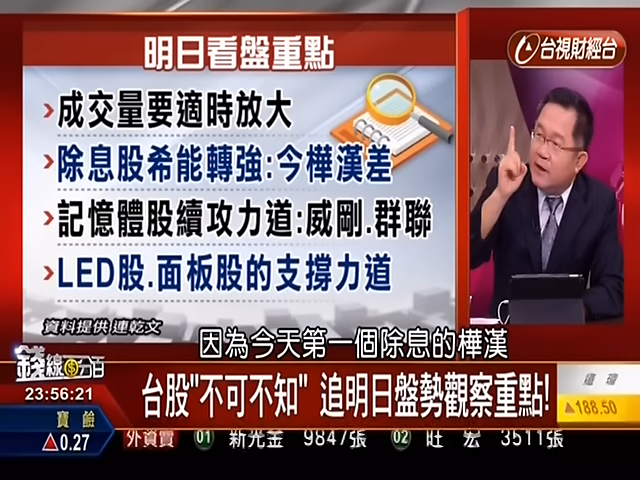 明日看盤重點
台視財經台
成交量要適時放大
除息股希能轉強:今樺漢差
記憶體股續攻力道:威剛.群聯
LED股.面板股的支撐力道
資料提供 連乾文
因為今天第一個除息的樺漢
錢線百分百
23:56:21
台股"不可不知" 追明日盤勢觀察重點!
188.50
寶險
0.27
外資賣 01 新光金 9847張 02 旺宏 3511張